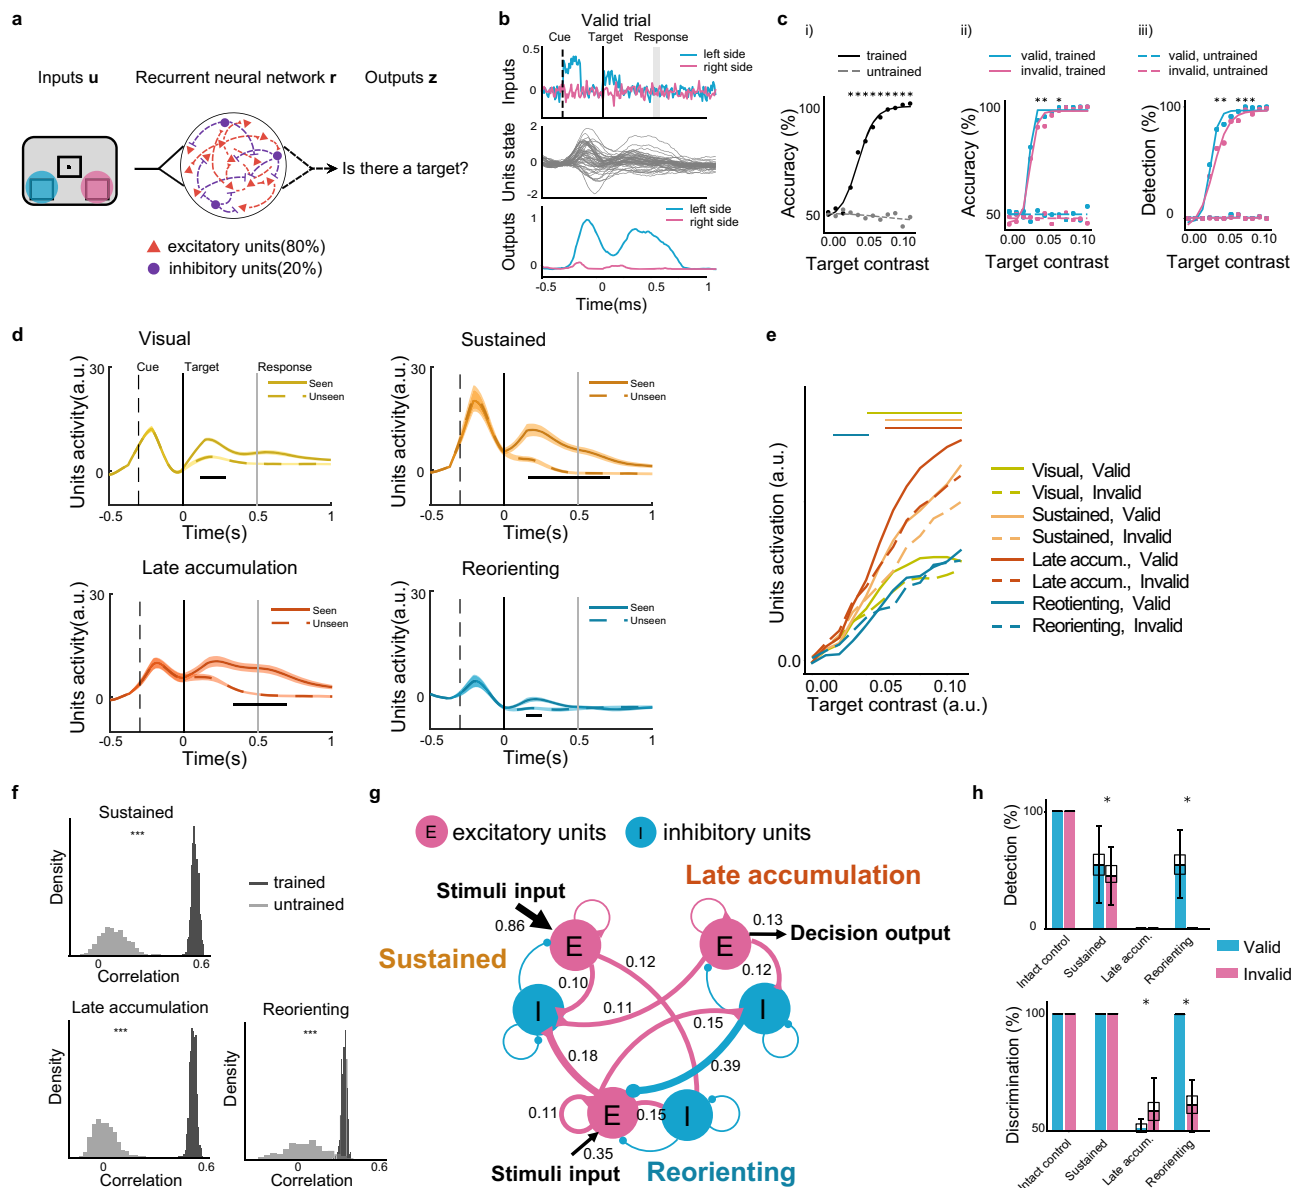 a
Inputs u
Recurrent neural network r
Outputs z
Is there a target?
excitatory units(80%)
inhibitory units(20%)
b
Valid trial
Cue
Target
Response
0.5
0
Inputs
left side
right side
2
0
-2
Units state
1
0
Outputs
left side
right side
-0.5
0
0.5
1
Time(ms)
c
i)
trained
untrained
**********
100
50
Accuracy (%)
0.00
0.05
0.10
Target contrast
ii)
valid, trained
invalid, trained
** *
100
50
Accuracy (%)
0.00
0.05
0.10
Target contrast
iii)
valid, untrained
invalid, untrained
** ***
100
0
Detection (%)
0.00
0.05
0.10
Target contrast
d
Visual
30
0
Units activity(a.u.)
Cue
Target
Response
Seen
Unseen
-0.5
0
0.5
1
Time(s)
Sustained
30
0
Units activity(a.u.)
Seen
Unseen
-0.5
0
0.5
1
Time(s)
Late accumulation
30
0
Units activity(a.u.)
Seen
Unseen
-0.5
0
0.5
1
Time(s)
Reorienting
30
0
Units activity(a.u.)
Seen
Unseen
-0.5
0
0.5
1
Time(s)
e
Units activation (a.u.)
0.0
0.00
0.05
0.10
Target contrast (a.u.)
Visual, Valid
Visual, Invalid
Sustained, Valid
Sustained, Invalid
Late accum., Valid
Late accum., Invalid
Reotienting, Valid
Reorienting, Invalid
f
Sustained
***
Density
0
0.6
Correlation
trained
untrained
Late accumulation
***
Density
0
0.6
Correlation
Reorienting
***
Density
0
0.6
Correlation
g
E excitatory units
I inhibitory units
Late accumulation
Stimuli input
0.86
E
E
0.13
Decision output
Sustained
0.12
0.12
0.10
I
0.11
0.15
I
0.18
0.39
0.11
E
0.15
I
0.35
Stimuli input
Reorienting
h
Detection (%)
100
0
*
*
Intact control
Sustained
Late accum.
Reorienting
Valid
Invalid
Discrimination (%)
100
50
*
*
Intact control
Sustained
Late accum.
Reorienting